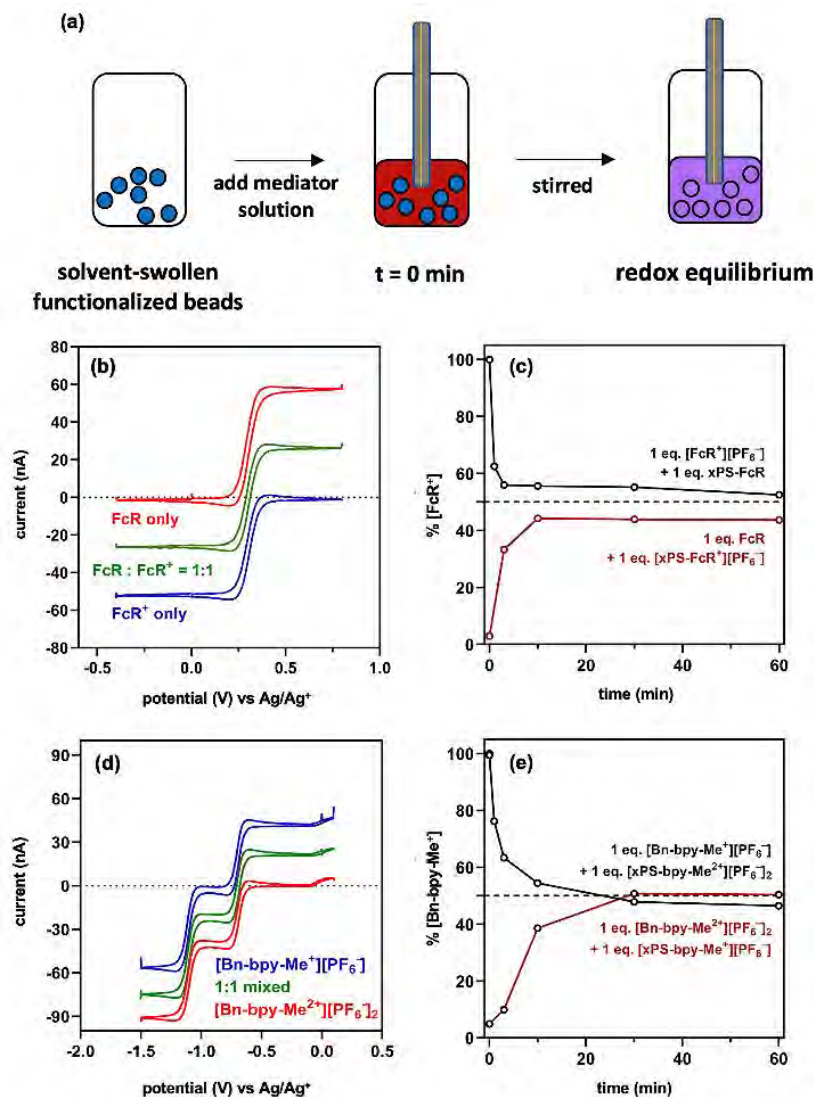 (a)
add mediator
solution
stirred
solvent-swollen
functionalized beads
t = 0 min
redox equilibrium
(b)
80
60
40
20
0
-20
-40
-60
-80
current (nA)
FcR only
FcR : FcR⁺ = 1:1
FcR⁺ only
-0.5
0.0
0.5
1.0
potential (V) vs Ag/Ag⁺
(c)
100
80
60
40
20
0
% [FcR⁺]
1 eq. [FcR⁺][PF₆⁻]
+ 1 eq. xPS-FcR
1 eq. FcR
+ 1 eq. [xPS-FcR⁺][PF₆⁻]
0
20
40
60
time (min)
(d)
90
60
30
0
-30
-60
-90
current (nA)
[Bn-bpy-Me⁺][PF₆⁻]
1:1 mixed
[Bn-bpy-Me²⁺][PF₆⁻]₂
-2.0
-1.5
-1.0
-0.5
0.0
0.5
potential (V) vs Ag/Ag⁺
(e)
100
80
60
40
20
0
% [Bn-bpy-Me⁺]
1 eq. [Bn-bpy-Me⁺][PF₆⁻]
+ 1 eq. [xPS-bpy-Me²⁺][PF₆⁻]₂
1 eq. [Bn-bpy-Me²⁺][PF₆⁻]₂
+ 1 eq. [xPS-bpy-Me⁺][PF₆⁻]
0
20
40
60
time (min)